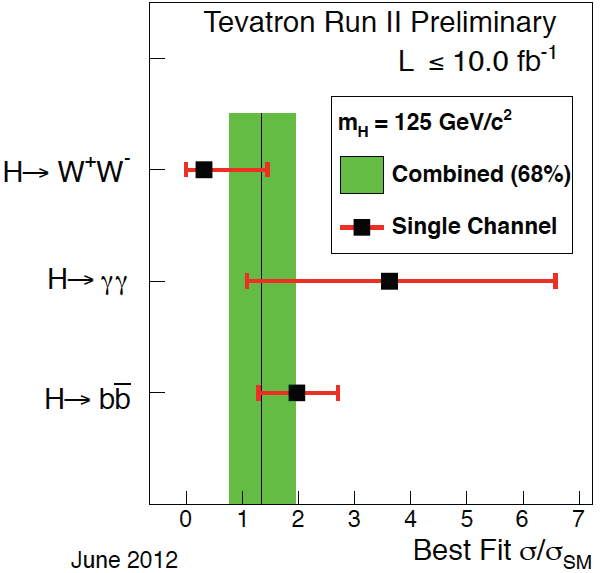 Tevatron Run II Preliminary
L ≤ 10.0 fb⁻¹
m_H = 125 GeV/c²
Combined (68%)
Single Channel
H→ W⁺W⁻
H→ γγ
H→ bb̅
0 1 2 3 4 5 6 7
June 2012
Best Fit σ/σ_SM